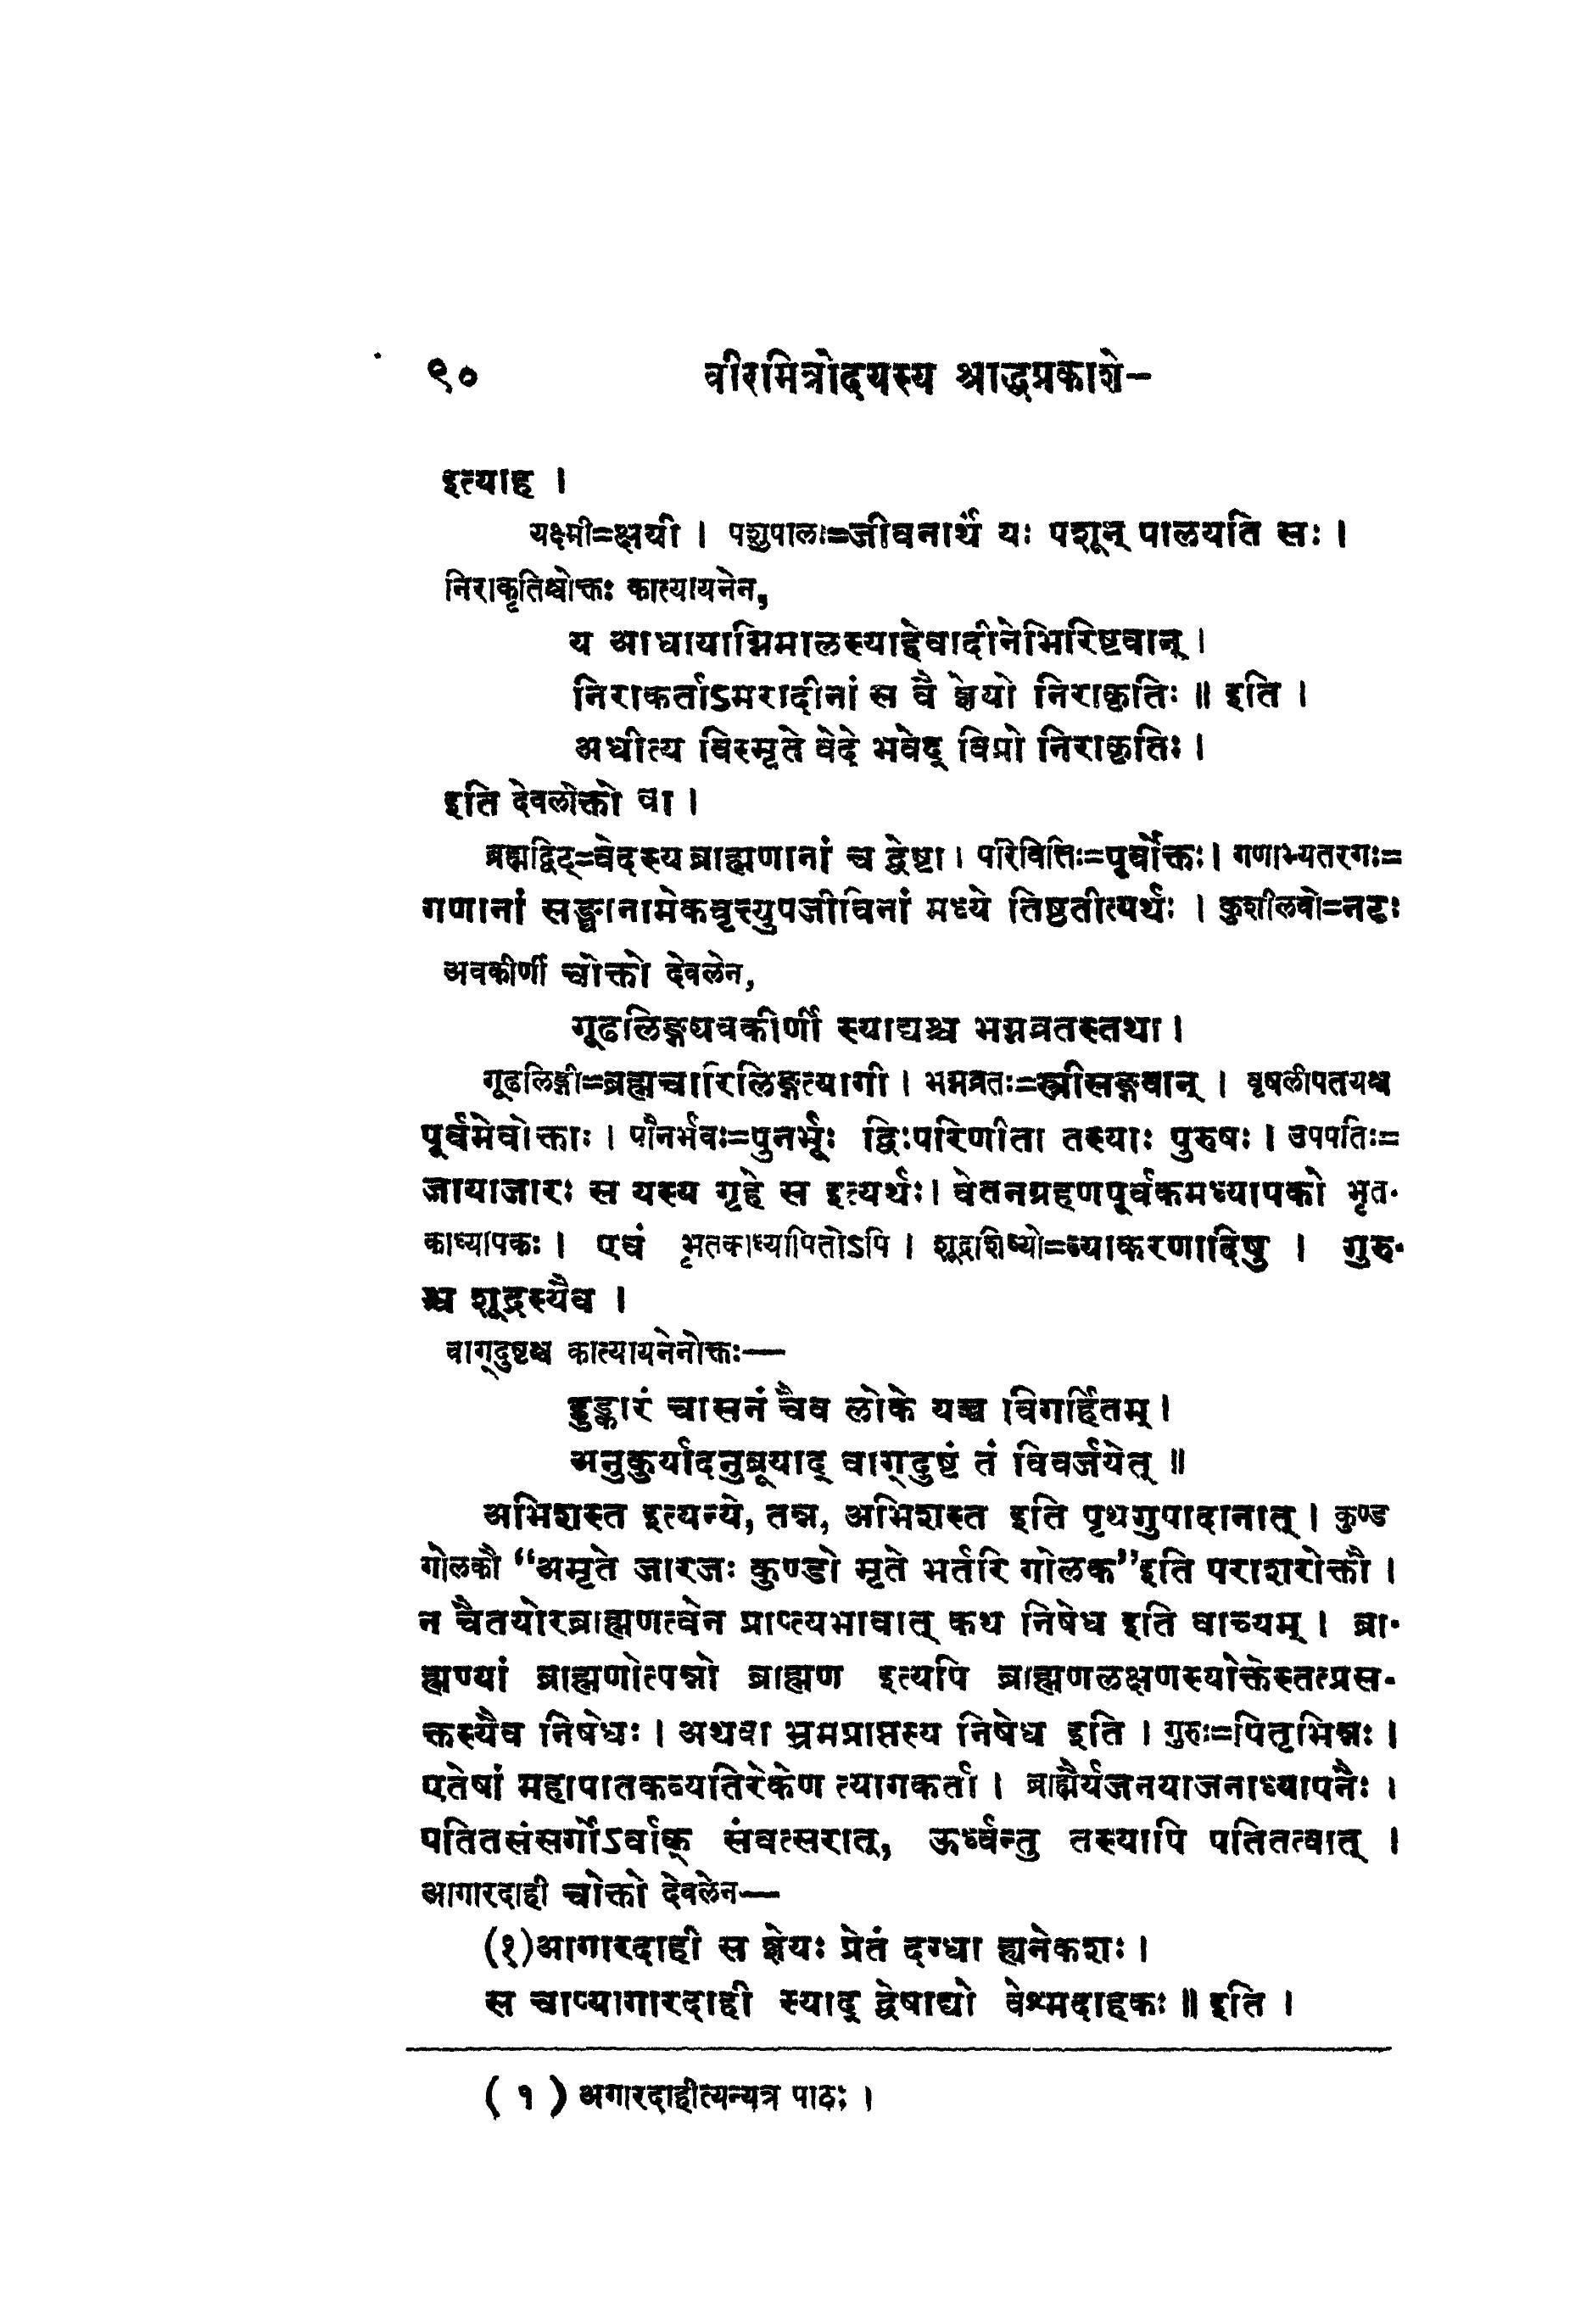 ९० वीरमित्रोदयस्य श्राद्धप्रकाशे-
इत्याह ।
यक्ष्मी=क्षयी । पशुपालः=जीवनार्थं यः पशून् पालयति सः ।
निराकृतिश्चोक्तः कात्यायनेन,
य आधायाग्निमालस्याद्देवादीनेभिरिष्टवान् ।
निराकर्ताऽमरादीनां स वै ज्ञेयो निराकृतिः ॥ इति ।
अधीत्य विस्मृते वेदे भवेद् विप्रो निराकृतिः ।
इति देवलोक्तो वा ।
ब्रह्मद्विट्=वेदस्य ब्राह्मणानां च द्वेष्टा । परिवित्तिः=पूर्वोक्तः । गणाभ्यतरगः=
गणानां सङ्घानामेकवृत्त्युपजीविनां मध्ये तिष्ठतीत्यर्थः । कुशीलवो=नटः
अवकीर्णी चोक्तो देवलेन,
गूढलिङ्ग्यवकीर्णी स्याद्यश्च भग्नव्रतस्तथा ।
गूढलिङ्गी=ब्रह्मचारिलिङ्गत्यागी । भग्नव्रतः=स्त्रीसङ्गवान् । वृषलीपतयश्च
पूर्वमेवोक्ताः । पौनर्भवः=पुनर्भूः द्विःपरिणीता तस्याः पुरुषः । उपपतिः=
जायाजारः स यस्य गृहे स इत्यर्थः । वेतनग्रहणपूर्वकमध्यापको भृत-
काध्यापकः । एवं भृतकाध्यापितोऽपि । शूद्रशिष्यो=व्याकरणादिषु । गुरु-
श्च शूद्रस्यैव ।
वाग्दुष्टश्च कात्यायनेनोक्तः—
हुङ्कारं चासनं चैव लोके यच्च विगर्हितम् ।
अनुकुर्यादनुब्रूयाद् वाग्दुष्टं तं विवर्जयेत् ॥
अभिशस्त इत्यन्ये, तन्न, अभिशस्त इति पृथगुपादानात् । कुण्ड
गोलकौ “अमृते जारजः कुण्डो मृते भर्तरि गोलक”इति पराशरोक्तौ ।
न चैतयोरब्राह्मणत्वेन प्राप्त्यभावात् कथ निषेध इति वाच्यम् । ब्रा-
ह्मण्यां ब्राह्मणोत्पन्नो ब्राह्मण इत्यपि ब्राह्मणलक्षणस्योक्तेस्तत्प्रस-
क्तस्यैव निषेधः । अथवा भ्रमप्राप्तस्य निषेध इति । गुरुः=पितृभिन्नः ।
एतेषां महापातकव्यतिरेकेण त्यागकर्ता । ब्राह्मैर्यजनयाजनाध्यापनैः ।
पतितसंसर्गोऽर्वाक् संवत्सरात्, ऊर्ध्वन्तु तस्यापि पतितत्वात् ।
आगारदाही चोक्तो देवलेन—
(१)आगारदाही स ज्ञेयः प्रेतं दग्धा ह्यनेकशः ।
स चाप्यागारदाही स्याद् द्वेषाद्यो वेश्मदाहकः ॥ इति ।
( १ ) अगारदाहीत्यन्यत्र पाठः ।